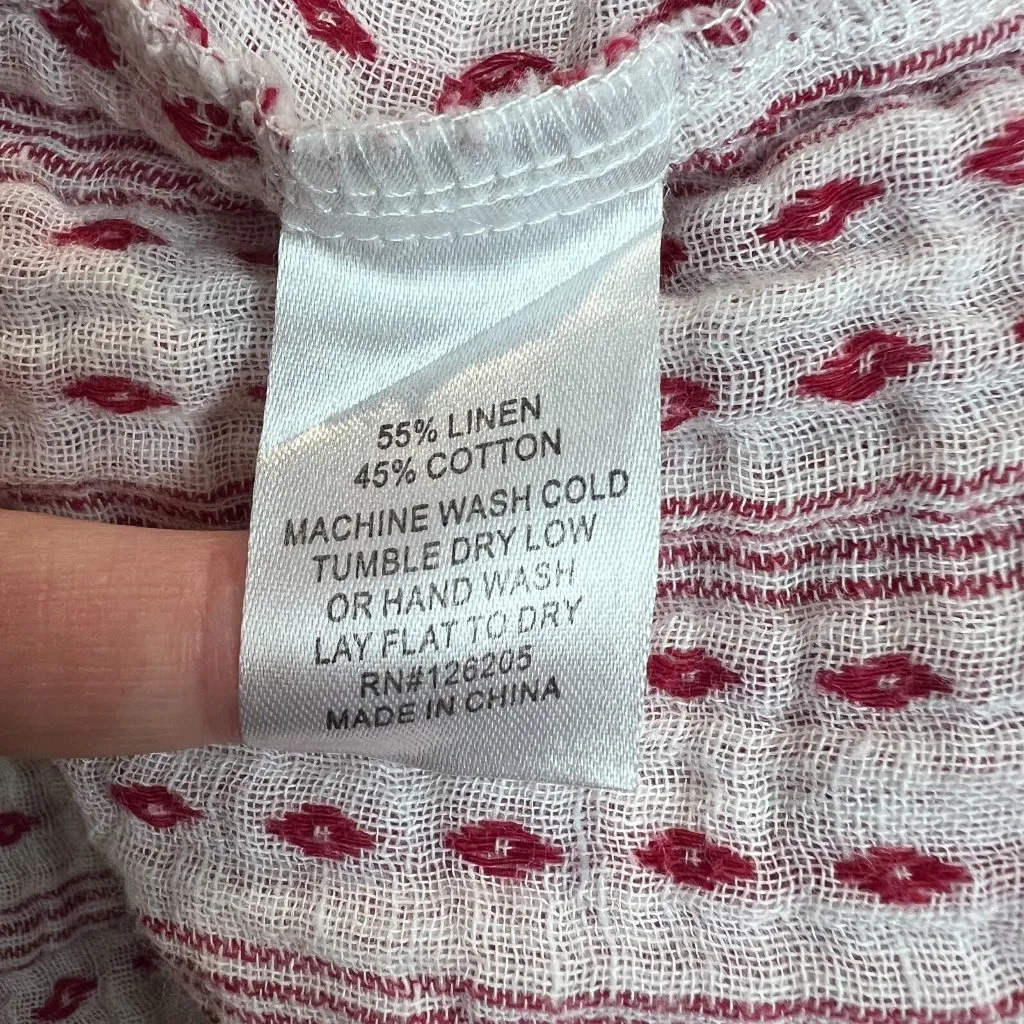 55% LINEN
45% COTTON
MACHINE WASH COLD
TUMBLE DRY LOW
OR HAND WASH
LAY FLAT TO DRY
RN#126205
MADE IN CHINA